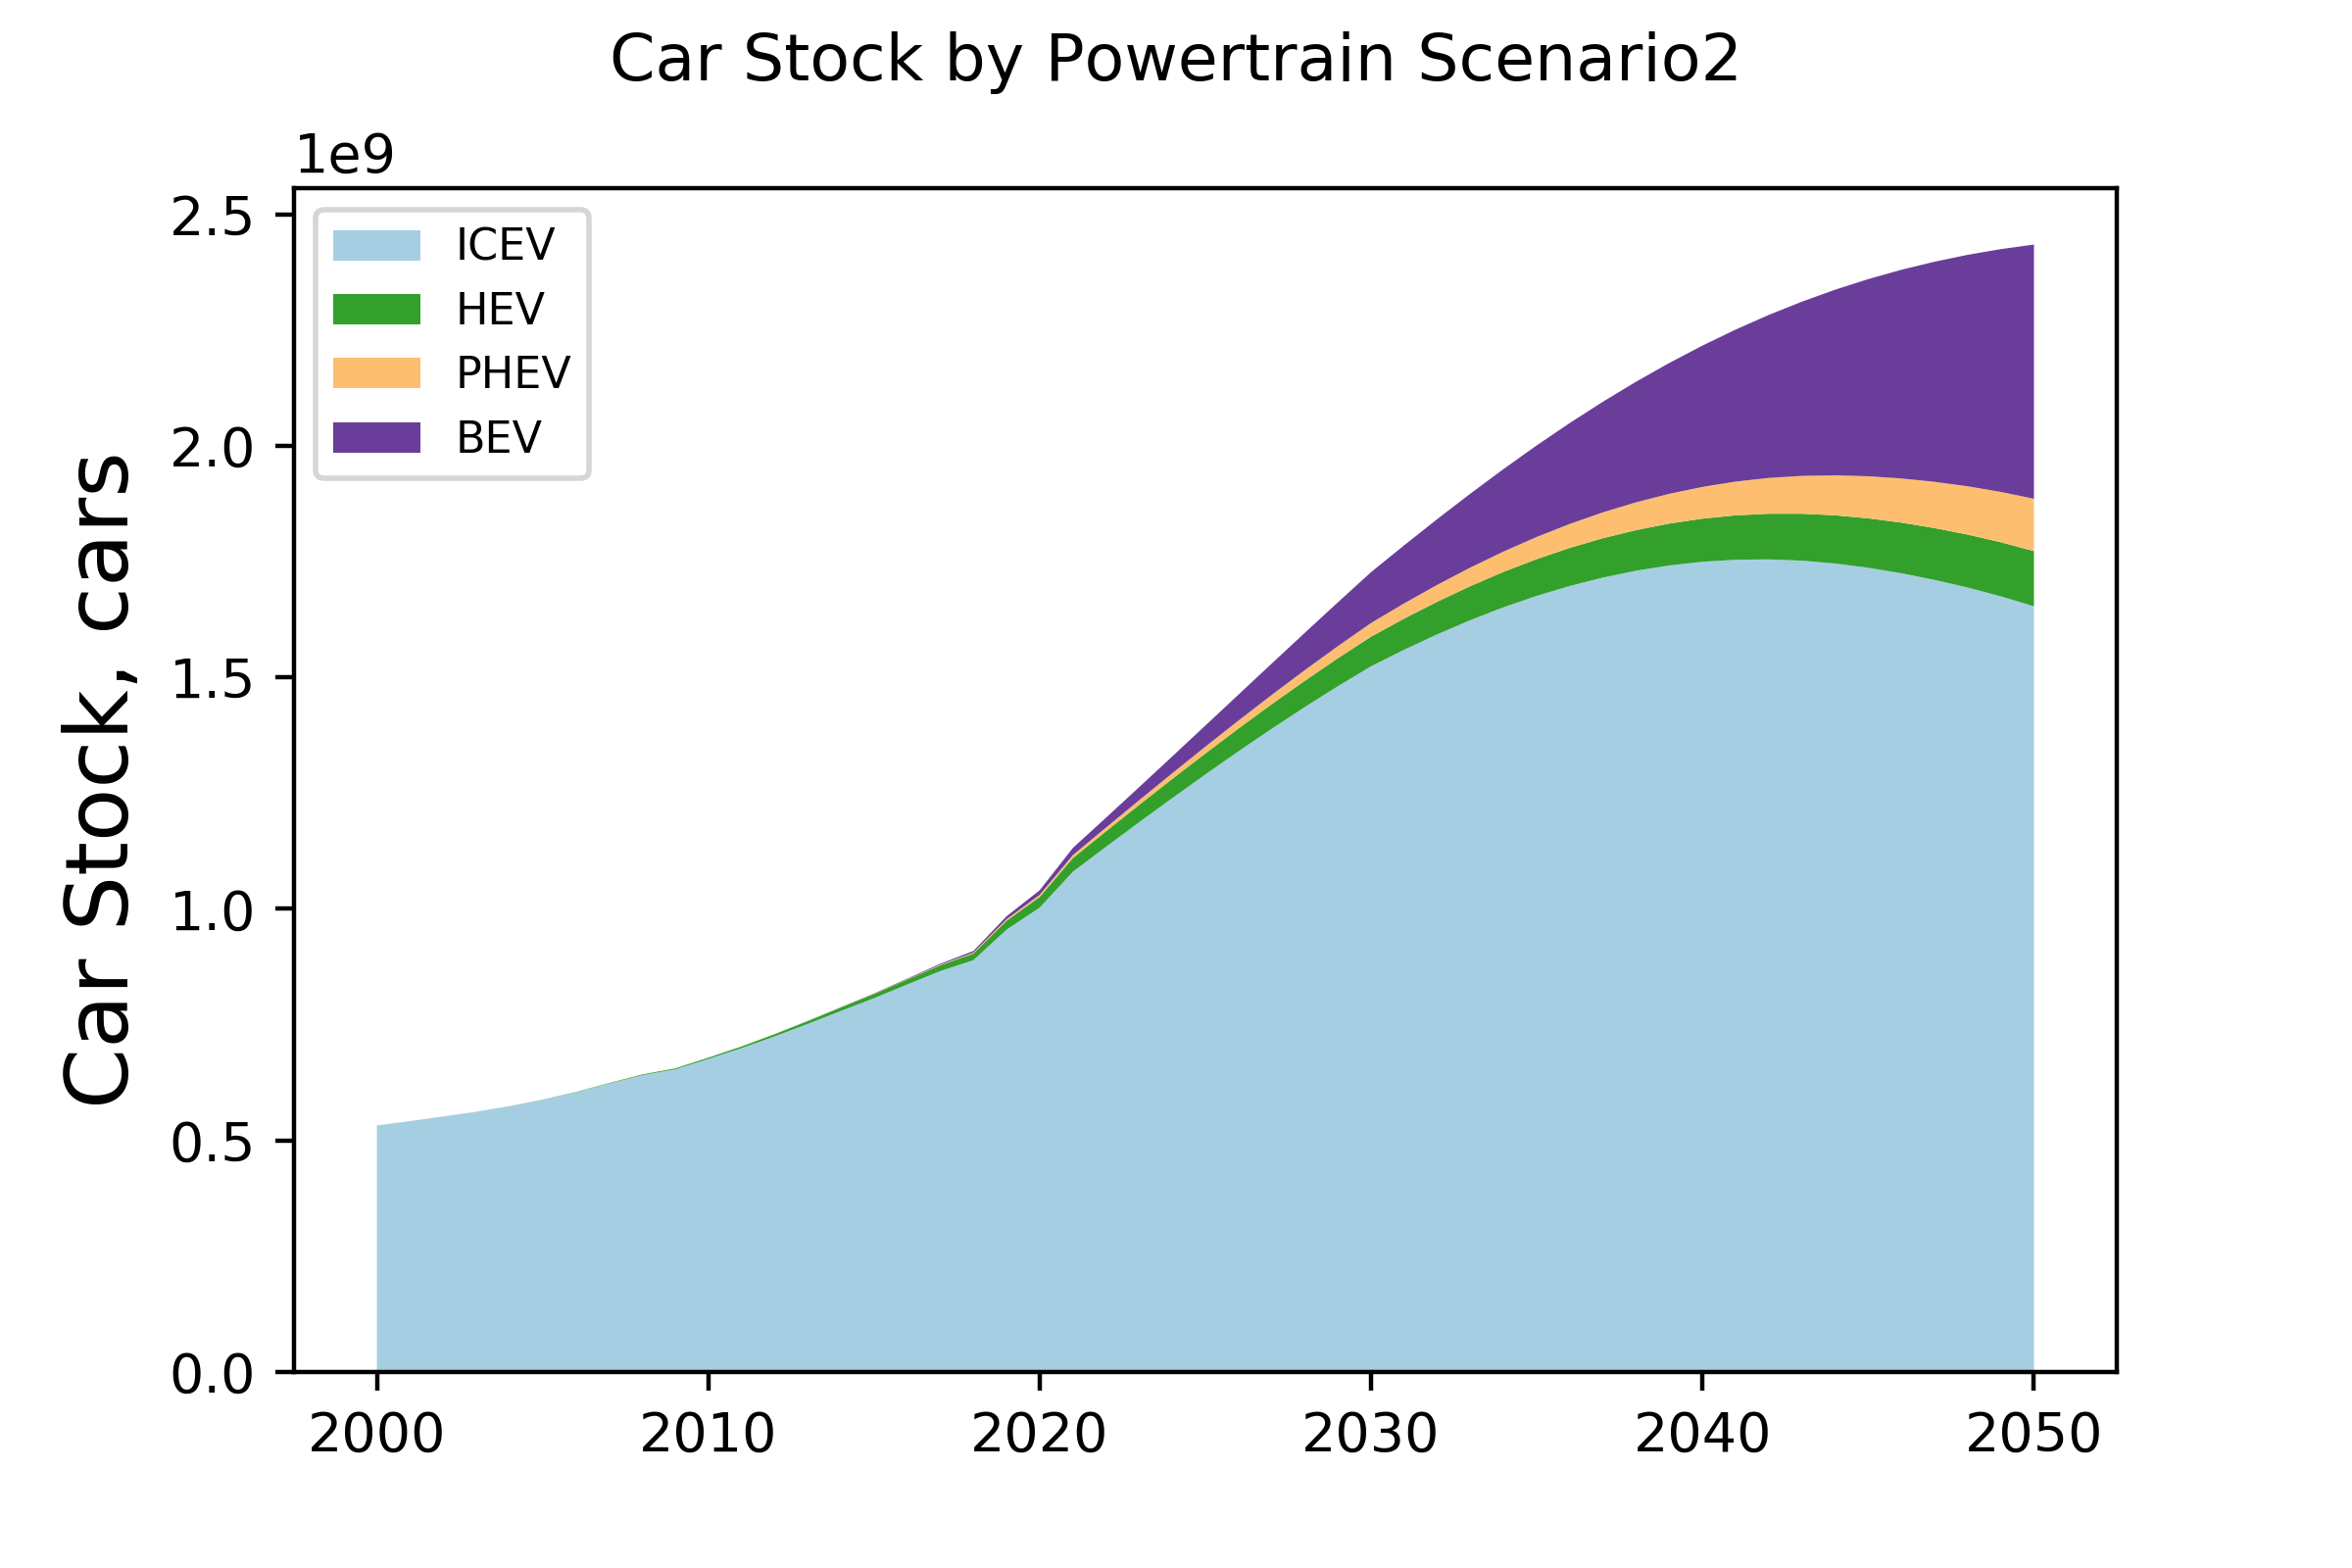 Car Stock by Powertrain Scenario2
1e9
2.5
2.0
1.5
1.0
0.5
0.0
Car Stock, cars
ICEV
HEV
PHEV
BEV
2000 2010 2020 2030 2040 2050